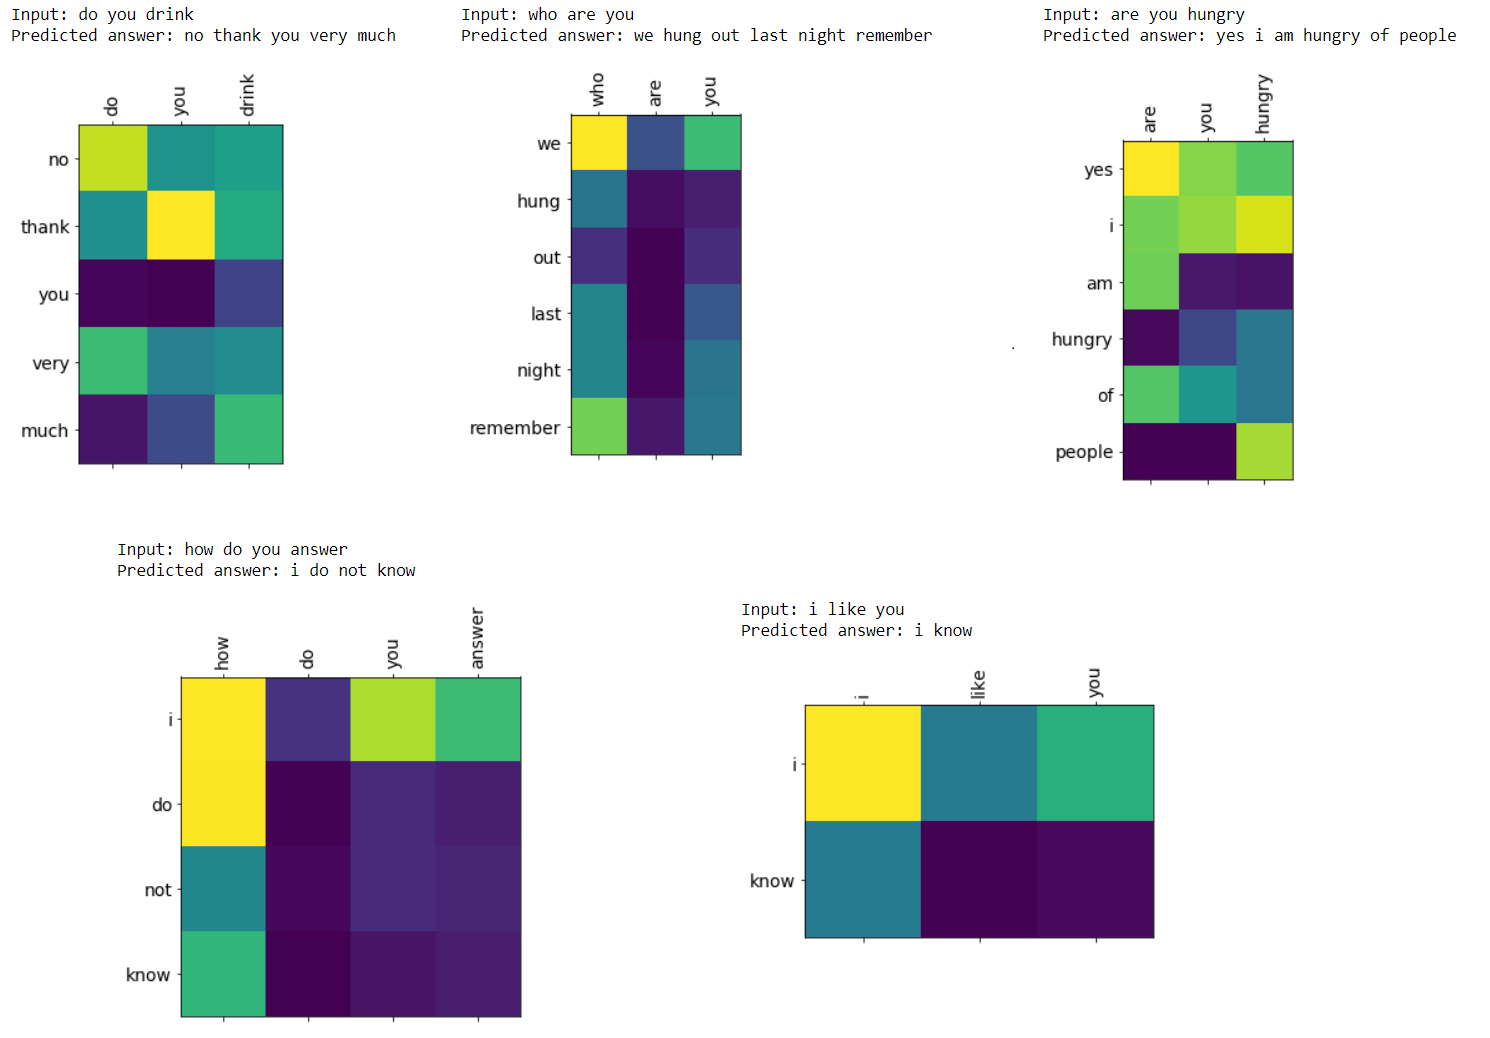 Input: do you drink
Predicted answer: no thank you very much
do
you
drink
no
thank
you
very
much
Input: who are you
Predicted answer: we hung out last night remember
who
are
you
we
hung
out
last
night
remember
Input: are you hungry
Predicted answer: yes i am hungry of people
are
you
hungry
yes
i
am
hungry
of
people
Input: how do you answer
Predicted answer: i do not know
how
do
you
answer
i
do
not
know
Input: i like you
Predicted answer: i know
i
like
you
i
know